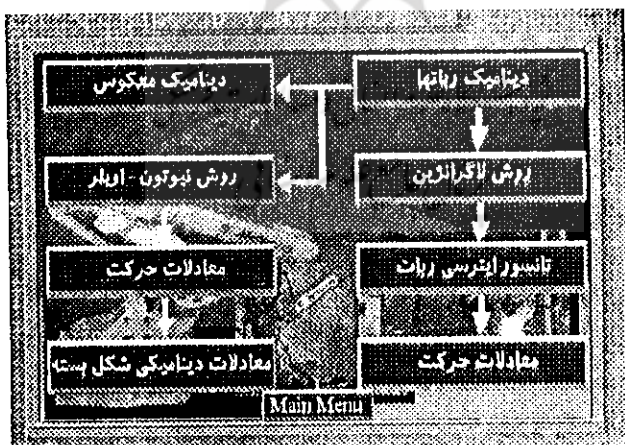 دینامیک رباتها
دینامیک معکوس
روش لاگرانژین
روش نیوتون - اویلر
تانسور اینرسی ربات
معادلات حرکت
معادلات حرکت
معادلات دینامیکی شکل بسته
Main Menu